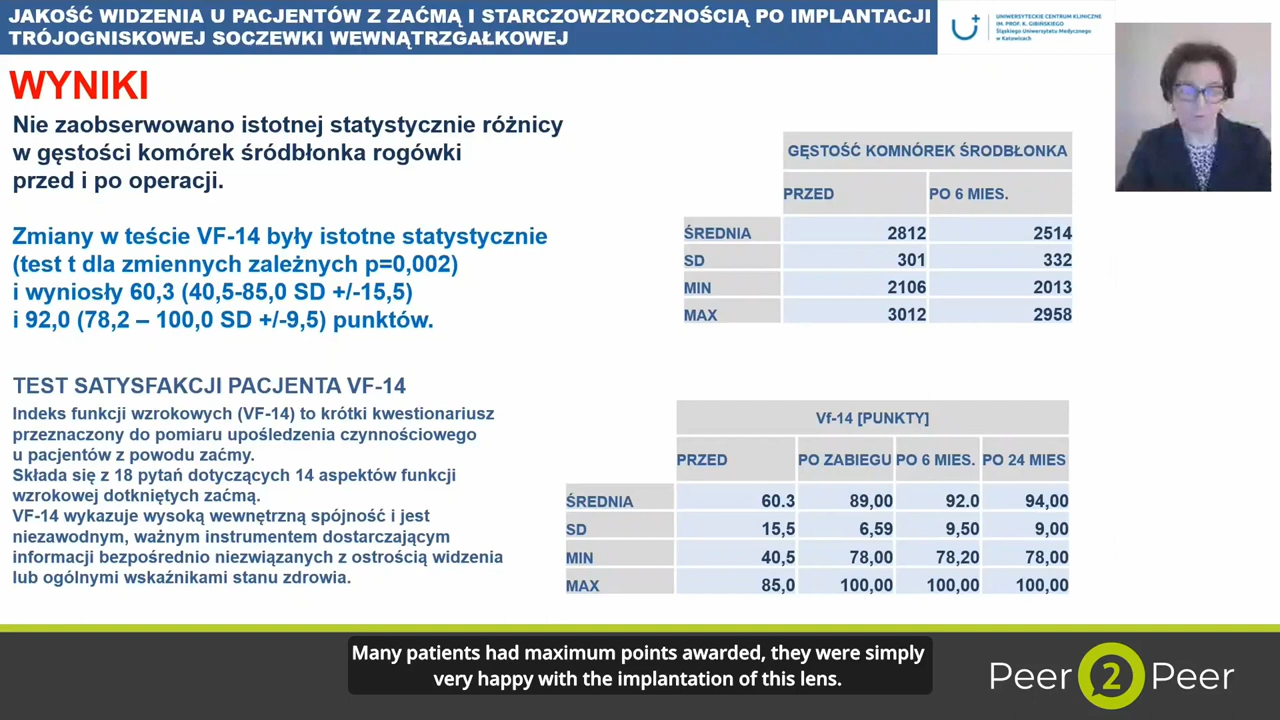 JAKOŚĆ WIDZENIA U PACJENTÓW Z ZAĆMĄ I STARCZOWZROCZNOŚCIĄ PO IMPLANTACJI
TRÓJOGNISKOWEJ SOCZEWKI WEWNĄTRZGAŁKOWEJ
UNIWERSYTECKIE CENTRUM KLINICZNE
IM. PROF. K. GIBIŃSKIEGO
Śląskiego Uniwersytetu Medycznego
w Katowicach
WYNIKI
Nie zaobserwowano istotnej statystycznie różnicy
w gęstości komórek śródbłonka rogówki
przed i po operacji.
Zmiany w teście VF-14 były istotne statystycznie
(test t dla zmiennych zależnych p=0,002)
i wyniosły 60,3 (40,5-85,0 SD +/-15,5)
i 92,0 (78,2 – 100,0 SD +/-9,5) punktów.
GĘSTOŚĆ KOMNÓREK ŚRODBŁONKA
PRZED PO 6 MIES.
ŚREDNIA 2812 2514
SD 301 332
MIN 2106 2013
MAX 3012 2958
TEST SATYSFAKCJI PACJENTA VF-14
Indeks funkcji wzrokowych (VF-14) to krótki kwestionariusz
przeznaczony do pomiaru upośledzenia czynnościowego
u pacjentów z powodu zaćmy.
Składa się z 18 pytań dotyczących 14 aspektów funkcji
wzrokowej dotkniętych zaćmą.
VF-14 wykazuje wysoką wewnętrzną spójność i jest
niezawodnym, ważnym instrumentem dostarczającym
informacji bezpośrednio niezwiązanych z ostrością widzenia
lub ogólnymi wskaźnikami stanu zdrowia.
Vf-14 [PUNKTY]
PRZED PO ZABIEGU PO 6 MIES. PO 24 MIES
ŚREDNIA 60.3 89,00 92.0 94,00
SD 15,5 6,59 9,50 9,00
MIN 40,5 78,00 78,20 78,00
MAX 85,0 100,00 100,00 100,00
Many patients had maximum points awarded, they were simply
very happy with the implantation of this lens.
Peer 2 Peer